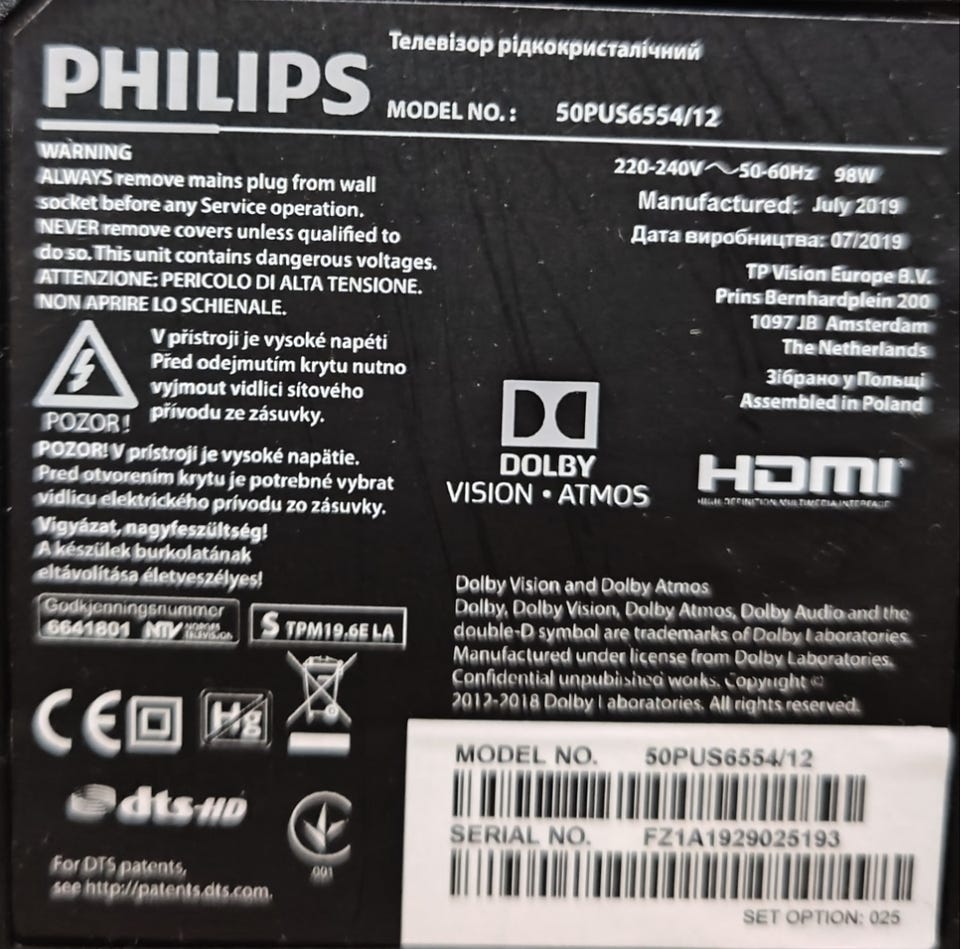 PHILIPS
Телевізор рідкокристалічний
MODEL NO. : 50PUS6554/12
WARNING
ALWAYS remove mains plug from wall
socket before any Service operation.
NEVER remove covers unless qualified to
do so. This unit contains dangerous voltages.
ATTENZIONE: PERICOLO DI ALTA TENSIONE.
NON APRIRE LO SCHIENALE.
V přístroji je vysoké napětí
Před odejmutím krytu nutno
vyjmout vidlici síťového
přívodu ze zásuvky.
POZOR!
POZOR! V prístroji je vysoké napätie.
Pred otvorením krytu je potrebné vybrat
vidlicu elektrického prívodu zo zásuvky.
Vigyázat, nagyfeszültség!
A készülek burkolatának
eltávolítása életveszélyes!
Godkjenningsnummer
6641801 NTV NORGES TELEVISION
S TPM19.6E LA
CE
Hg
dts-HD
001
For DTS patents,
see http://patents.dts.com.
220-240V~50-60Hz 98W
Manufactured: July 2019
Дата виробництва: 07/2019
TP Vision Europe B.V.
Prins Bernhardplein 200
1097 JB Amsterdam
The Netherlands
Зібрано у Польщі
Assembled in Poland
DOLBY
VISION • ATMOS
HDMI
HIGH-DEFINITION MULTIMEDIA INTERFACE
Dolby Vision and Dolby Atmos
Dolby, Dolby Vision, Dolby Atmos, Dolby Audio and the
double-D symbol are trademarks of Dolby Laboratories.
Manufactured under license from Dolby Laboratories.
Confidential unpublished works. Copyright ©
2012-2018 Dolby Laboratories. All rights reserved.
MODEL NO. 50PUS6554/12
SERIAL NO. FZ1A1929025193
SET OPTION: 025